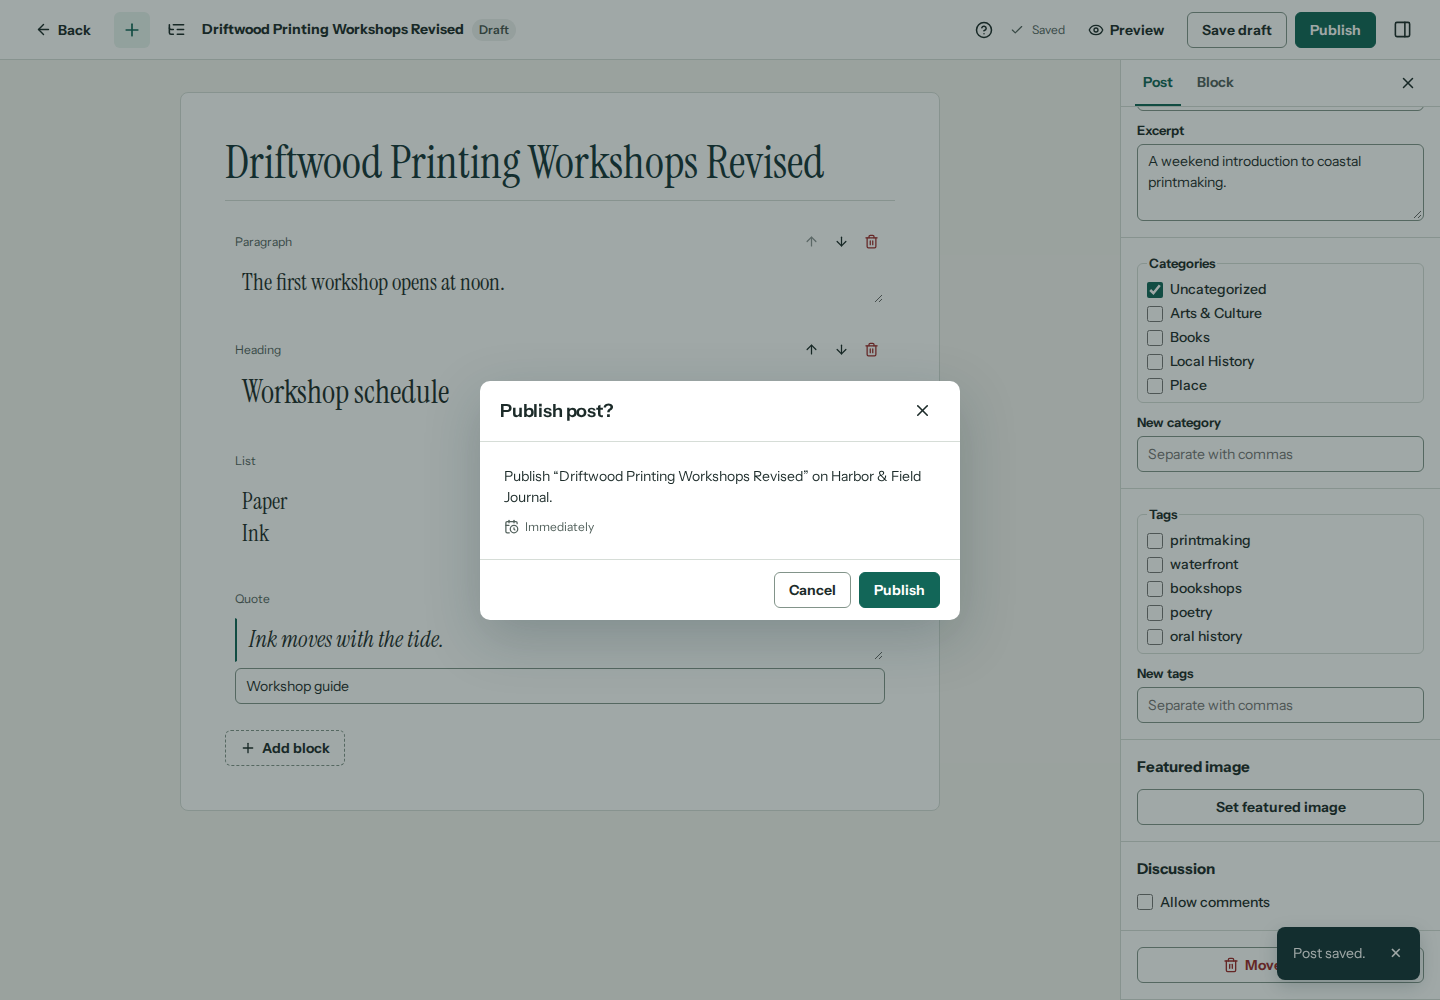 Back
Driftwood Printing Workshops Revised
Draft
Saved
Preview
Save draft
Publish
Driftwood Printing Workshops Revised
Paragraph
The first workshop opens at noon.
Heading
Workshop schedule
List
Paper
Ink
Quote
Ink moves with the tide.
Workshop guide
Add block
Publish post?
Publish “Driftwood Printing Workshops Revised” on Harbor & Field
Journal.
Immediately
Cancel
Publish
Post
Block
Excerpt
A weekend introduction to coastal
printmaking.
Categories
Uncategorized
Arts & Culture
Books
Local History
Place
New category
Separate with commas
Tags
printmaking
waterfront
bookshops
poetry
oral history
New tags
Separate with commas
Featured image
Set featured image
Discussion
Allow comments
Post saved.